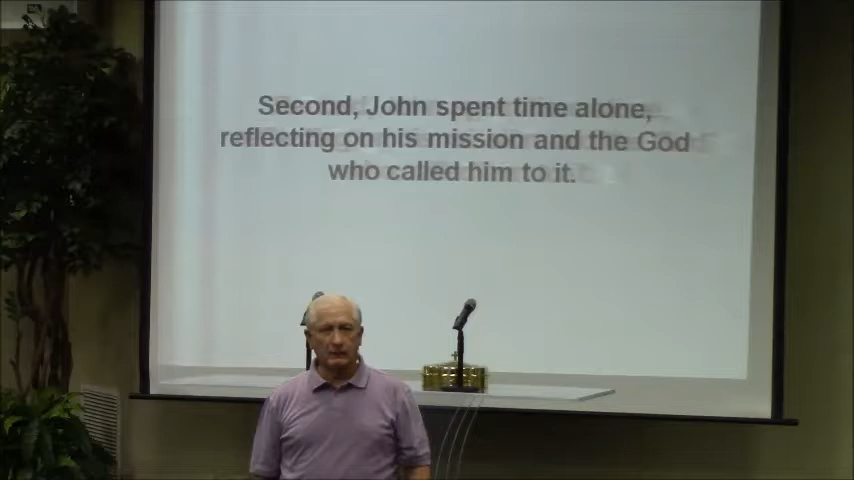 Second, John spent time alone,
reflecting on his mission and the God
who called him to it.